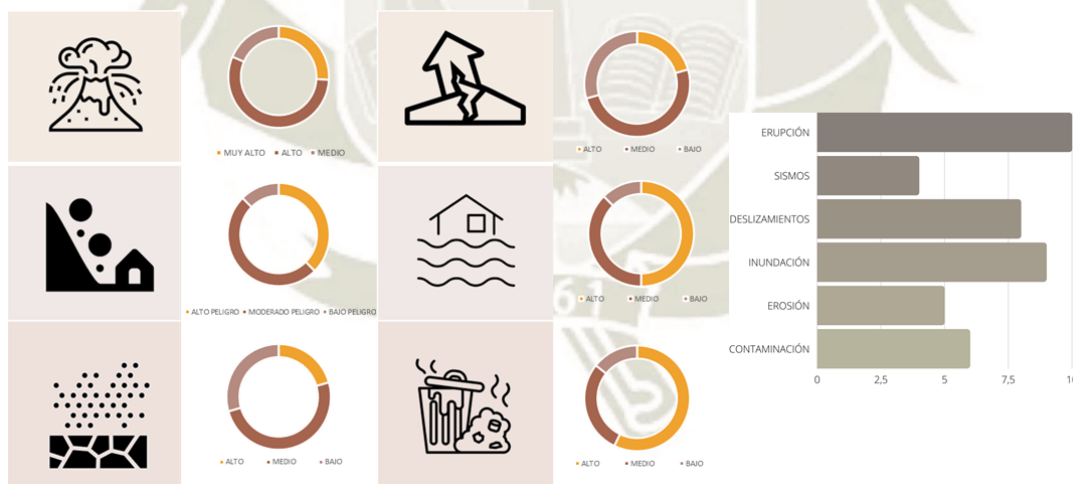 MUY ALTO ALTO MEDIO
ALTO MEDIO BAJO
ALTO PELIGRO MODERADO PELIGRO BAJO PELIGRO
ALTO MEDIO BAJO
ALTO MEDIO BAJO
ALTO MEDIO BAJO
ERUPCIÓN
SISMOS
DESLIZAMIENTOS
INUNDACIÓN
EROSIÓN
CONTAMINACIÓN
0 2,5 5 7,5 10